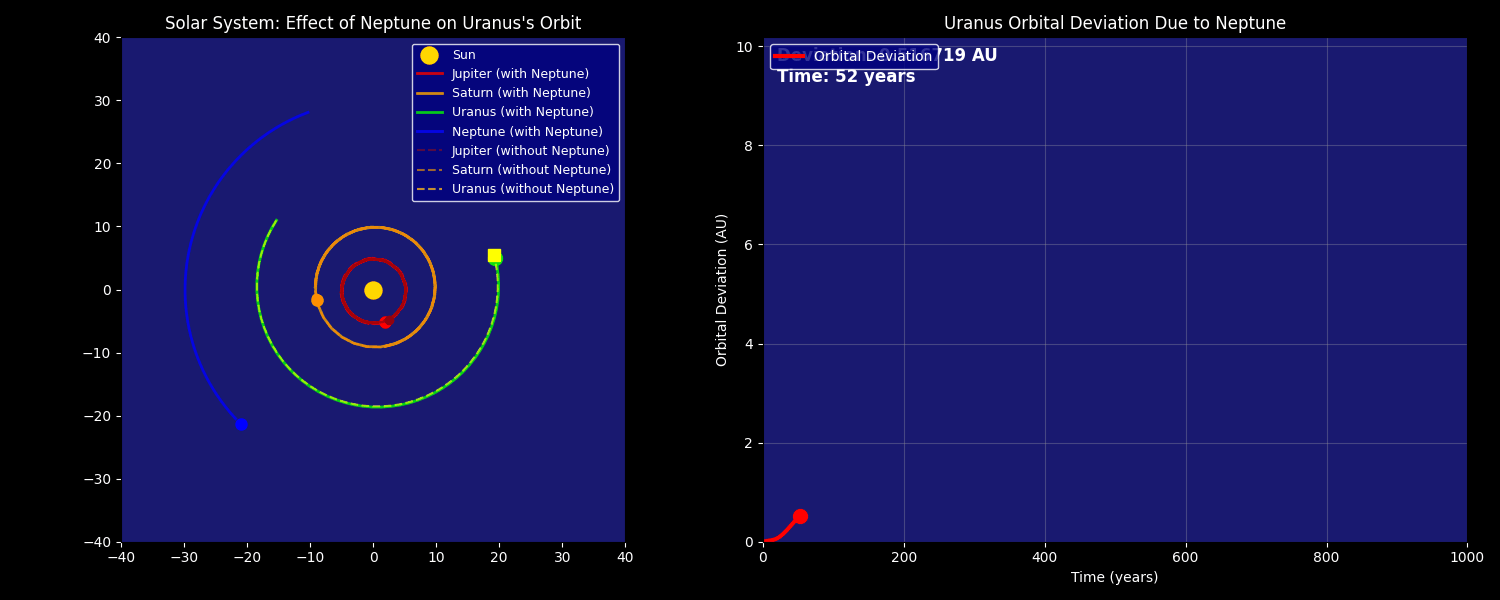 Solar System: Effect of Neptune on Uranus's Orbit
40
30
20
10
0
−10
−20
−30
−40
−40
−30
−20
−10
0
10
20
30
40
Sun
Jupiter (with Neptune)
Saturn (with Neptune)
Uranus (with Neptune)
Neptune (with Neptune)
Jupiter (without Neptune)
Saturn (without Neptune)
Uranus (without Neptune)
Uranus Orbital Deviation Due to Neptune
Orbital Deviation (AU)
10
8
6
4
2
0
0
200
400
600
800
1000
Time (years)
Orbital Deviation
AU
Time: 52 years